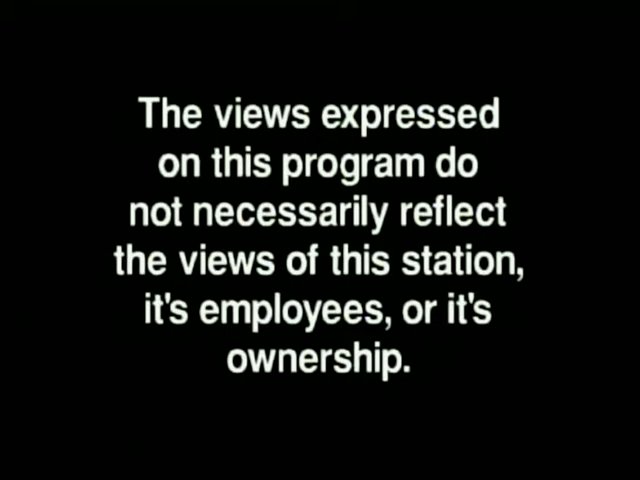 The views expressed
on this program do
not necessarily reflect
the views of this station,
it's employees, or it's
ownership.